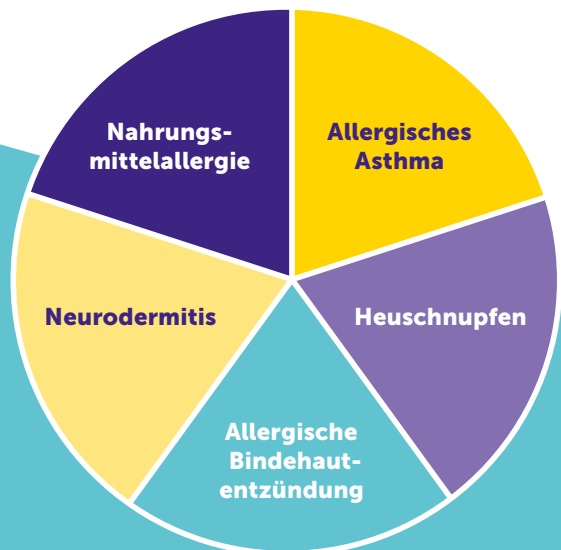 Nahrungs-
mittelallergie
Allergisches
Asthma
Neurodermitis
Heuschnupfen
Allergische
Bindehaut-
entzündung